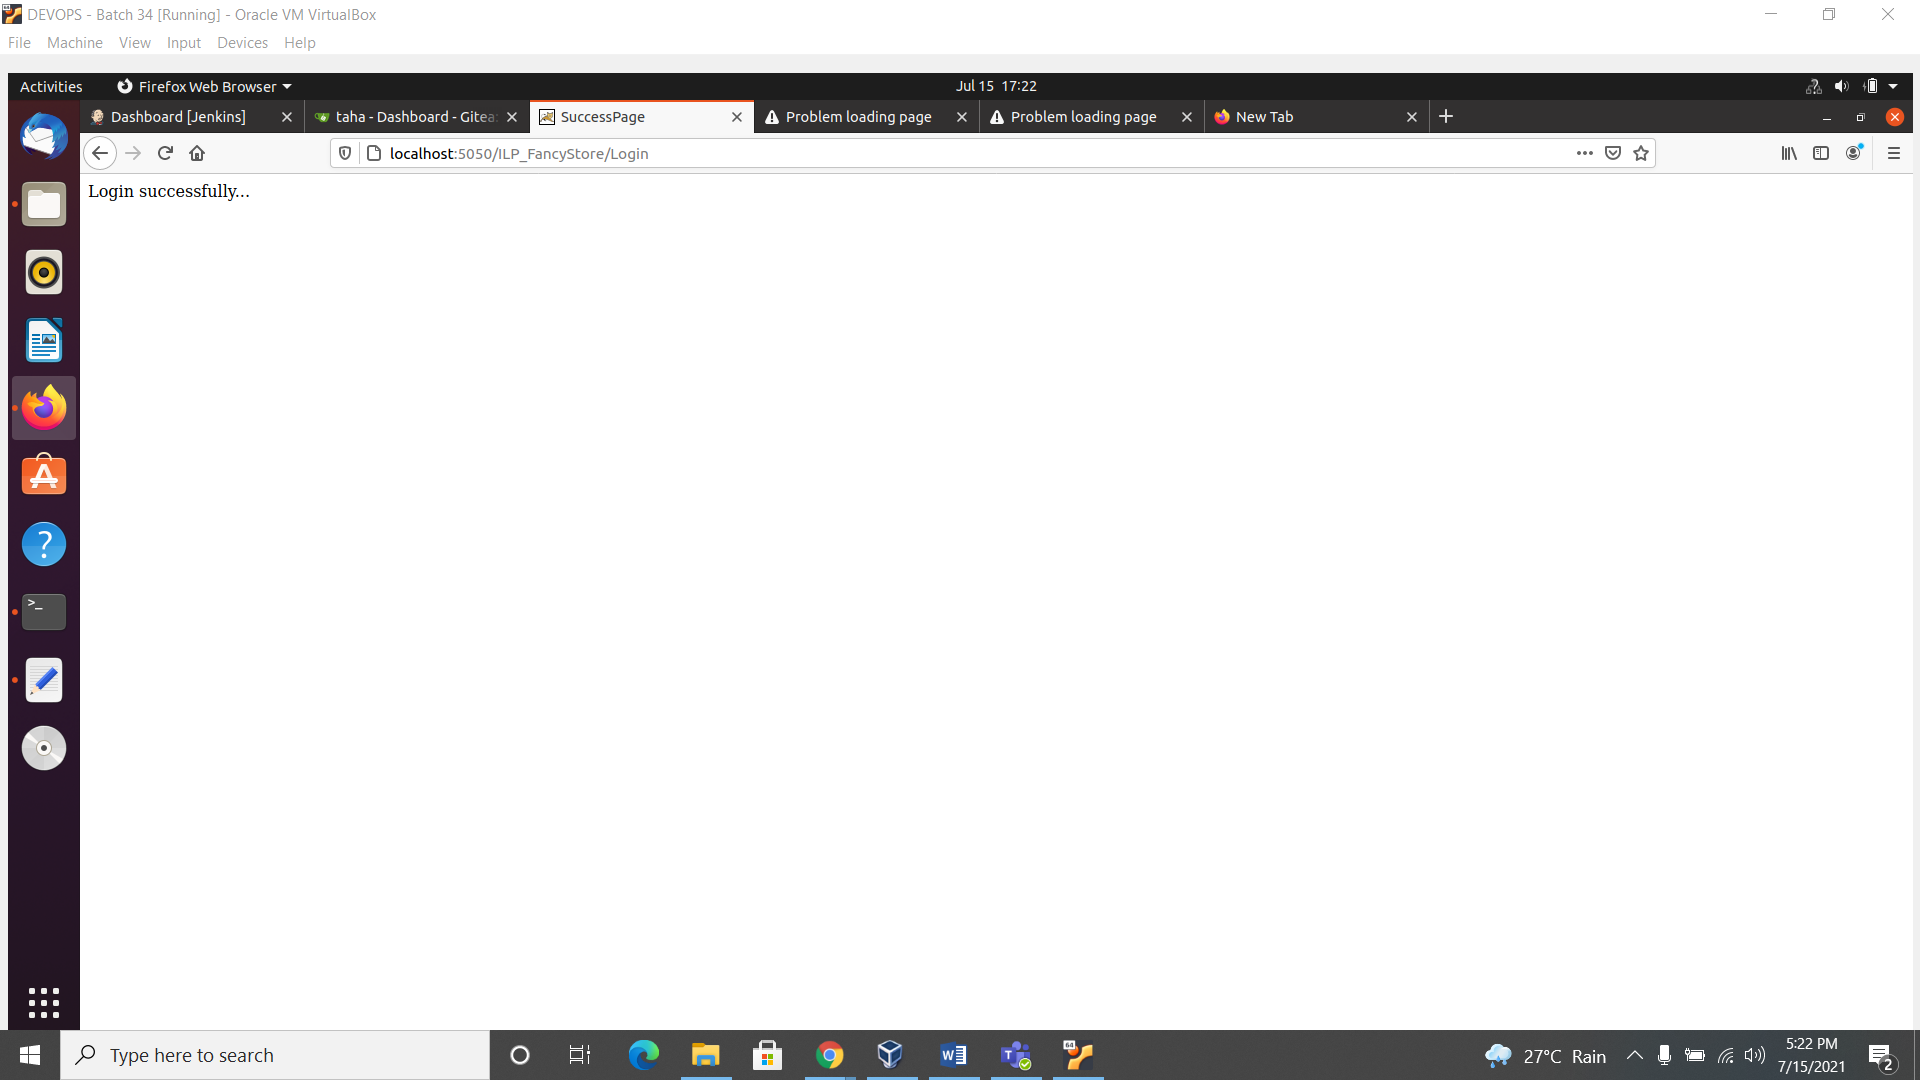 DEVOPS - Batch 34 [Running] - Oracle VM VirtualBox
File Machine View Input Devices Help
Activities Firefox Web Browser Jul 15 17:22
Dashboard [Jenkins] taha - Dashboard - Gitea: SuccessPage Problem loading page Problem loading page New Tab
localhost:5050/ILP_FancyStore/Login
Login successfully...
Type here to search
27°C Rain
5:22 PM
7/15/2021
2